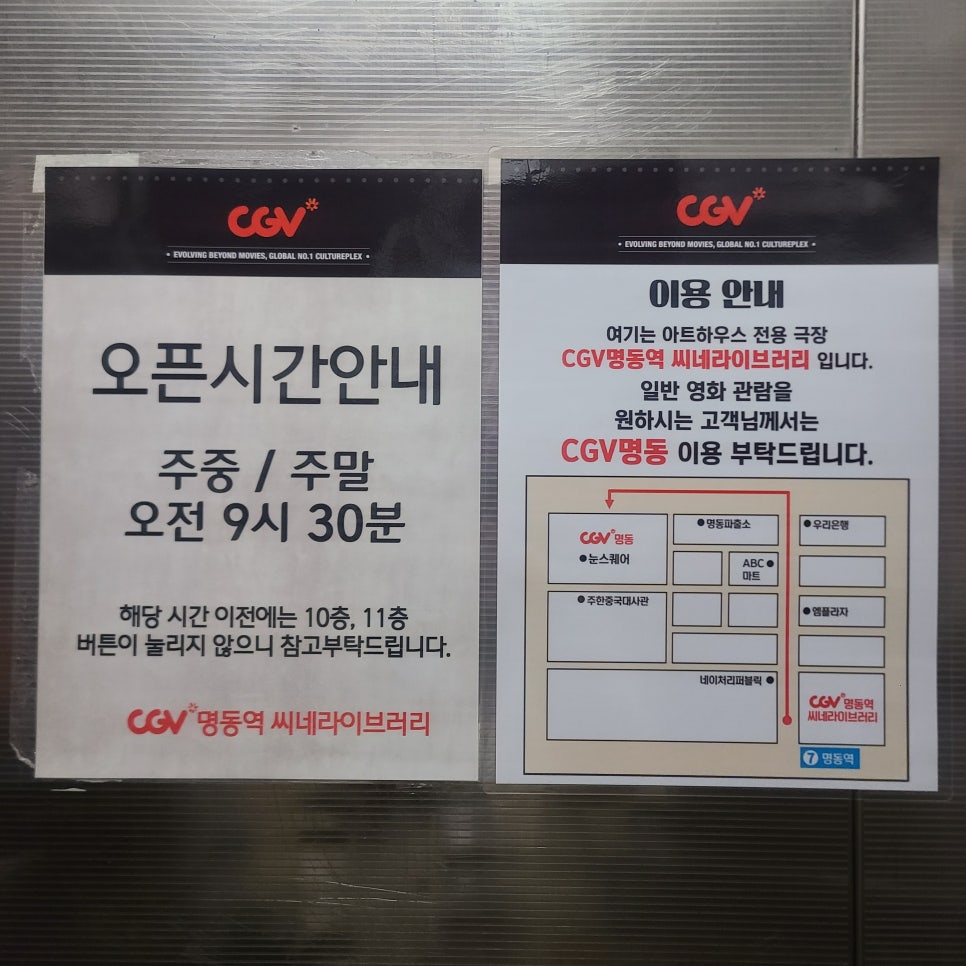 CGV
• EVOLVING BEYOND MOVIES, GLOBAL NO.1 CULTUREPLEX •
오픈시간안내
주중 / 주말
오전 9시 30분
해당 시간 이전에는 10층, 11층
버튼이 눌리지 않으니 참고부탁드립니다.
CGV 명동역 씨네라이브러리
CGV
• EVOLVING BEYOND MOVIES, GLOBAL NO.1 CULTUREPLEX •
이용 안내
여기는 아트하우스 전용 극장
CGV명동역 씨네라이브러리 입니다.
일반 영화 관람을
원하시는 고객님께서는
CGV명동 이용 부탁드립니다.
CGV 명동
●눈스퀘어
●명동파출소
●우리은행
ABC ●
마트
●주한중국대사관
●엠플라자
네이처리퍼블릭 ●
CGV 명동역
씨네라이브러리
7 명동역